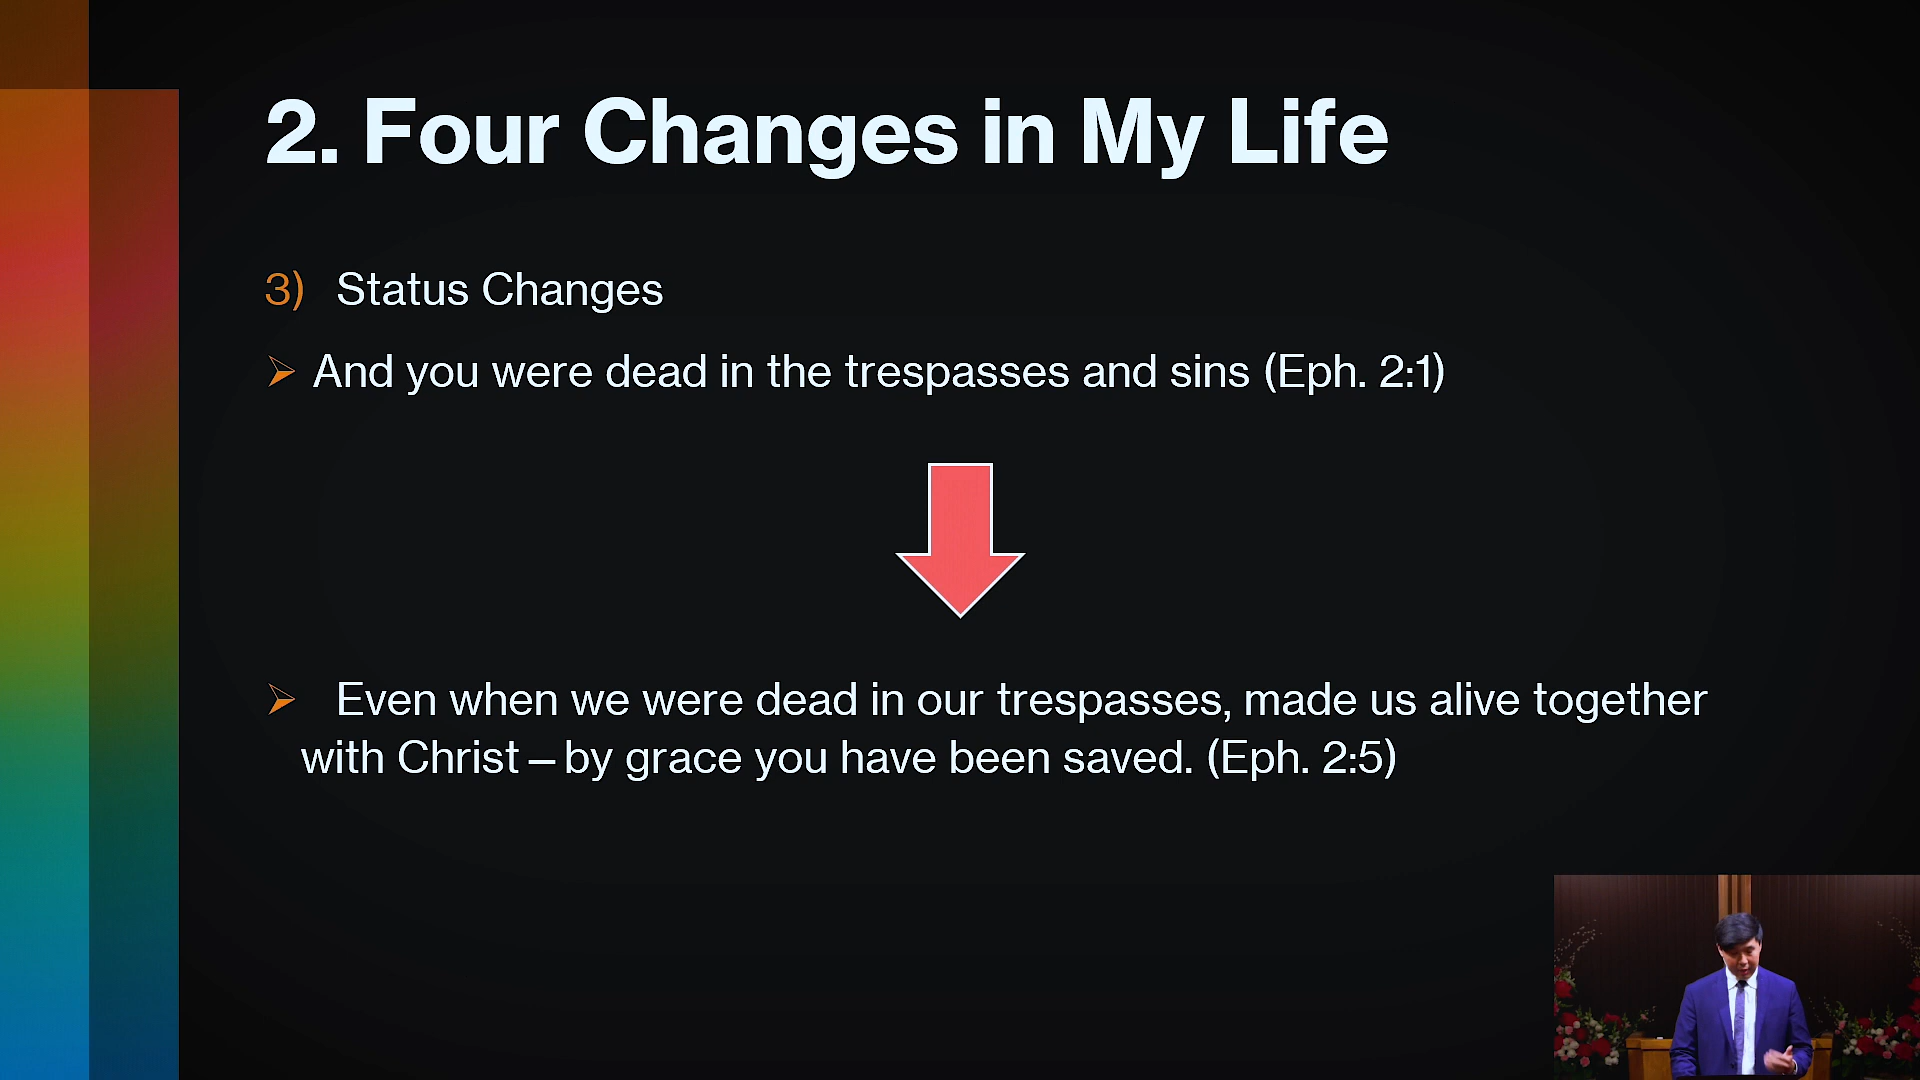 2. Four Changes in My Life
3) Status Changes
➢ And you were dead in the trespasses and sins (Eph. 2:1)
➢ Even when we were dead in our trespasses, made us alive together
with Christ – by grace you have been saved. (Eph. 2:5)